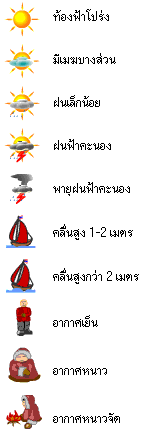 ท้องฟ้าโปร่ง
มีเมฆบางส่วน
ฝนเล็กน้อย
ฝนฟ้าคะนอง
พายุฝนฟ้าคะนอง
คลื่นสูง 1-2 เมตร
คลื่นสูงกว่า 2 เมตร
อากาศเย็น
อากาศหนาว
อากาศหนาวจัด